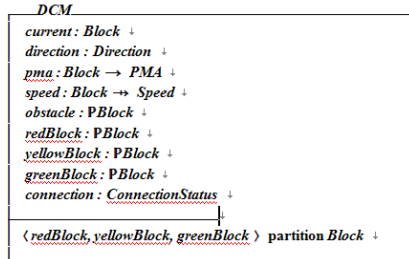 DCM
current : Block ↓
direction : Direction ↓
pma : Block → PMA ↓
speed : Block ↠ Speed ↓
obstacle : ℙBlock ↓
redBlock : ℙBlock ↓
yellowBlock : ℙBlock ↓
greenBlock : ℙBlock ↓
connection : ConnectionStatus ↓
↓
⟨ redBlock, yellowBlock, greenBlock ⟩ partition Block ↓